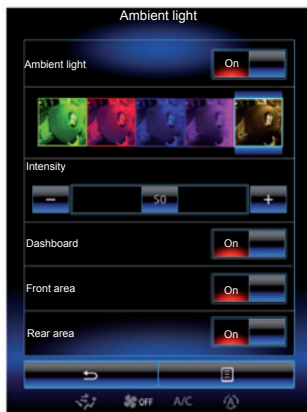 Ambient light
Ambient light On
Intensity
50
Dashboard On
Front area On
Rear area On
OFF A/C